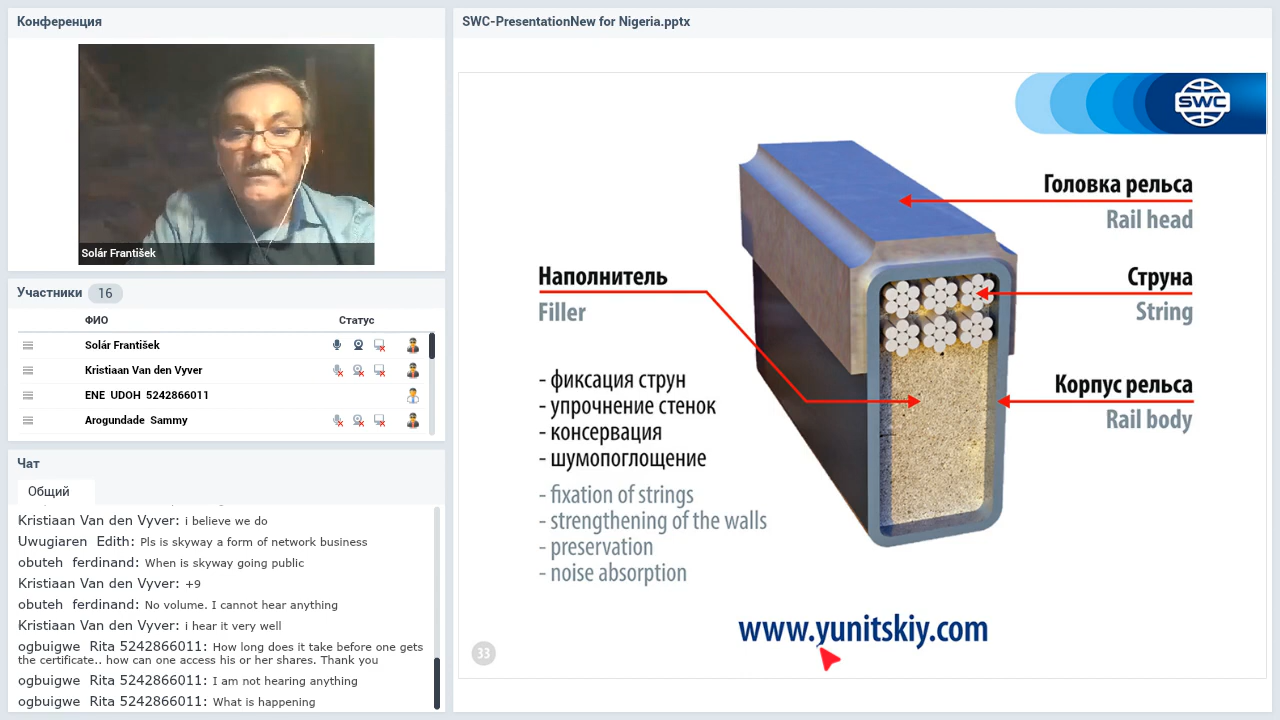 Конференция
Solár František
Участники 16
ФИО Статус
Solár František
Kristiaan Van den Vyver
ENE UDOH 5242866011
Arogundade Sammy
Чат
Общий
Kristiaan Van den Vyver: i believe we do
Uwugiaren Edith: Pls is skyway a form of network business
obuteh ferdinand: When is skyway going public
Kristiaan Van den Vyver: +9
obuteh ferdinand: No volume. I cannot hear anything
Kristiaan Van den Vyver: i hear it very well
ogbuigwe Rita 5242866011: How long does it take before one gets
the certificate.. how can one access his or her shares. Thank you
ogbuigwe Rita 5242866011: I am not hearing anything
ogbuigwe Rita 5242866011: What is happening
SWC-PresentationNew for Nigeria.pptx
SWC
Головка рельса
Rail head
Наполнитель
Filler
Струна
String
Корпус рельса
Rail body
- фиксация струн
- упрочнение стенок
- консервация
- шумопоглощение
- fixation of strings
- strengthening of the walls
- preservation
- noise absorption
www.yunitskiy.com
33